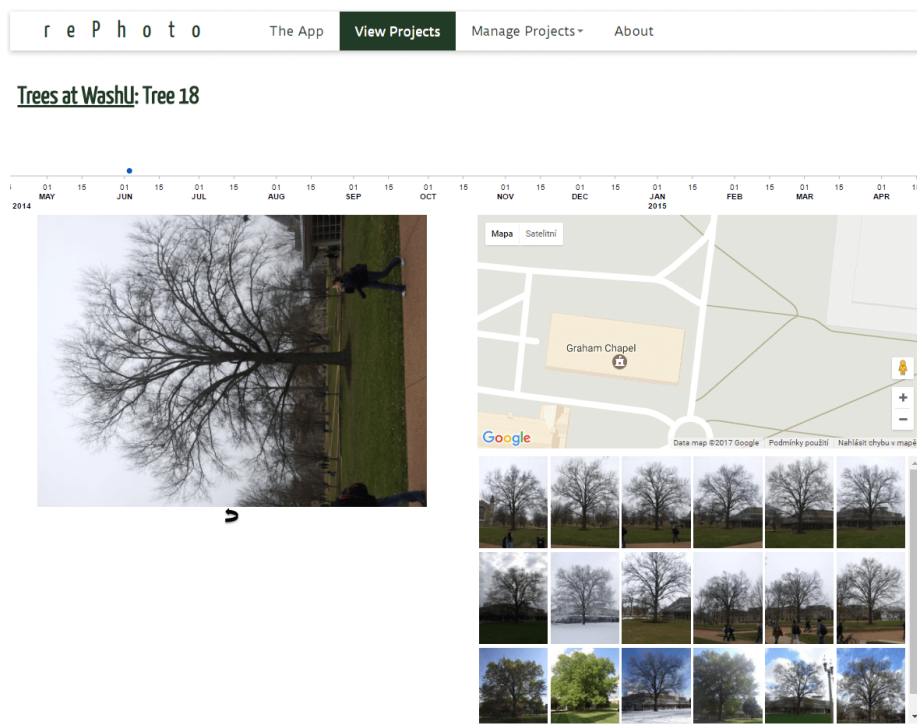 rePhoto The App View Projects Manage Projects About
Trees at WashU: Tree 18
01 15 01 15 01 15 01 15 01 15 01 15 01 15 01 15 01 15 01 15 01 15 01
MAY JUN JUL AUG SEP OCT NOV DEC JAN FEB MAR APR
2014 2015
Mapa Satelitní
Graham Chapel
Google
Data map ©2017 Google Podmínky použití Nahlásit chybu v mapě